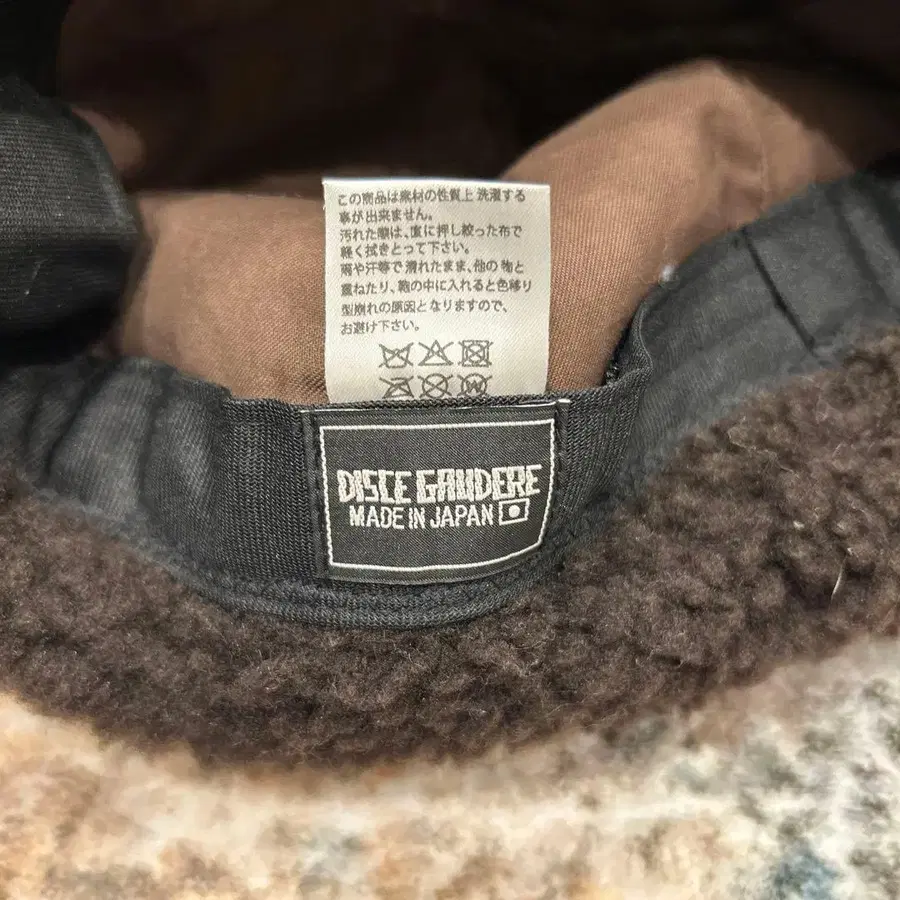 この商品は素材の性質上 洗濯する
事が出来ません。
汚れた際は、直に押し絞った布で
軽く拭きとって下さい。
雨や汗等で濡れたまま、他の物と
重ねたり、鞄の中に入れると色移り
型崩れの原因となりますので、
お避け下さい。
DISCE GAUDERE
MADE IN JAPAN